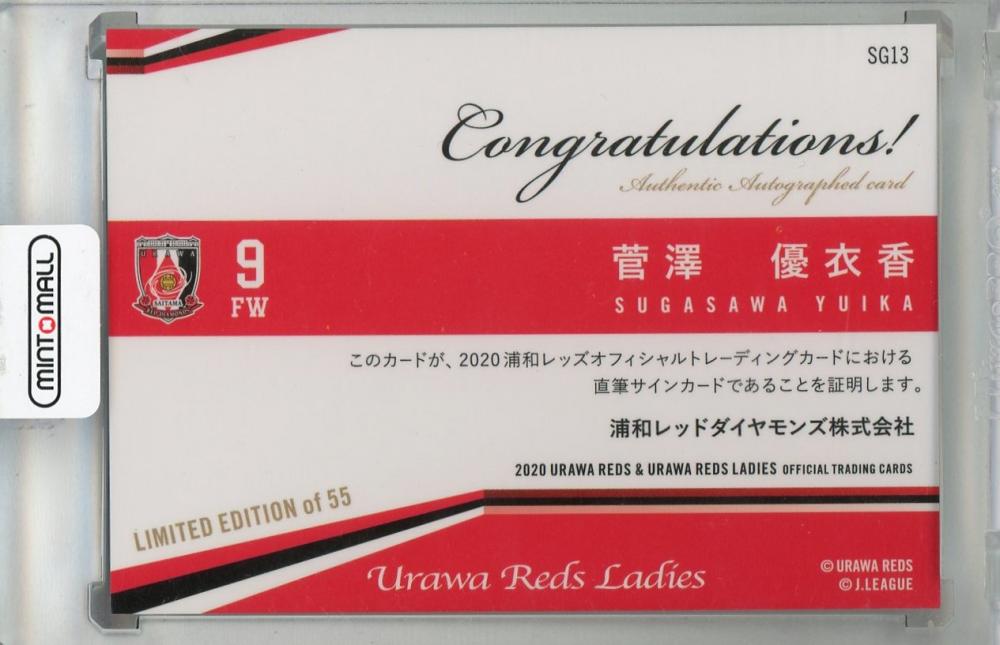 SG13
Congratulations!
Authentic Autographed card
MINTOMALL
URAWA
SAITAMA
RED DIAMONDS
9
FW
菅澤 優衣香
SUGASAWA YUIKA
このカードが、2020浦和レッズオフィシャルトレーディングカードにおける
直筆サインカードであることを証明します。
浦和レッドダイヤモンズ株式会社
2020 URAWA REDS & URAWA REDS LADIES OFFICIAL TRADING CARDS
LIMITED EDITION of 55
Urawa Reds Ladies
© URAWA REDS
© J.LEAGUE